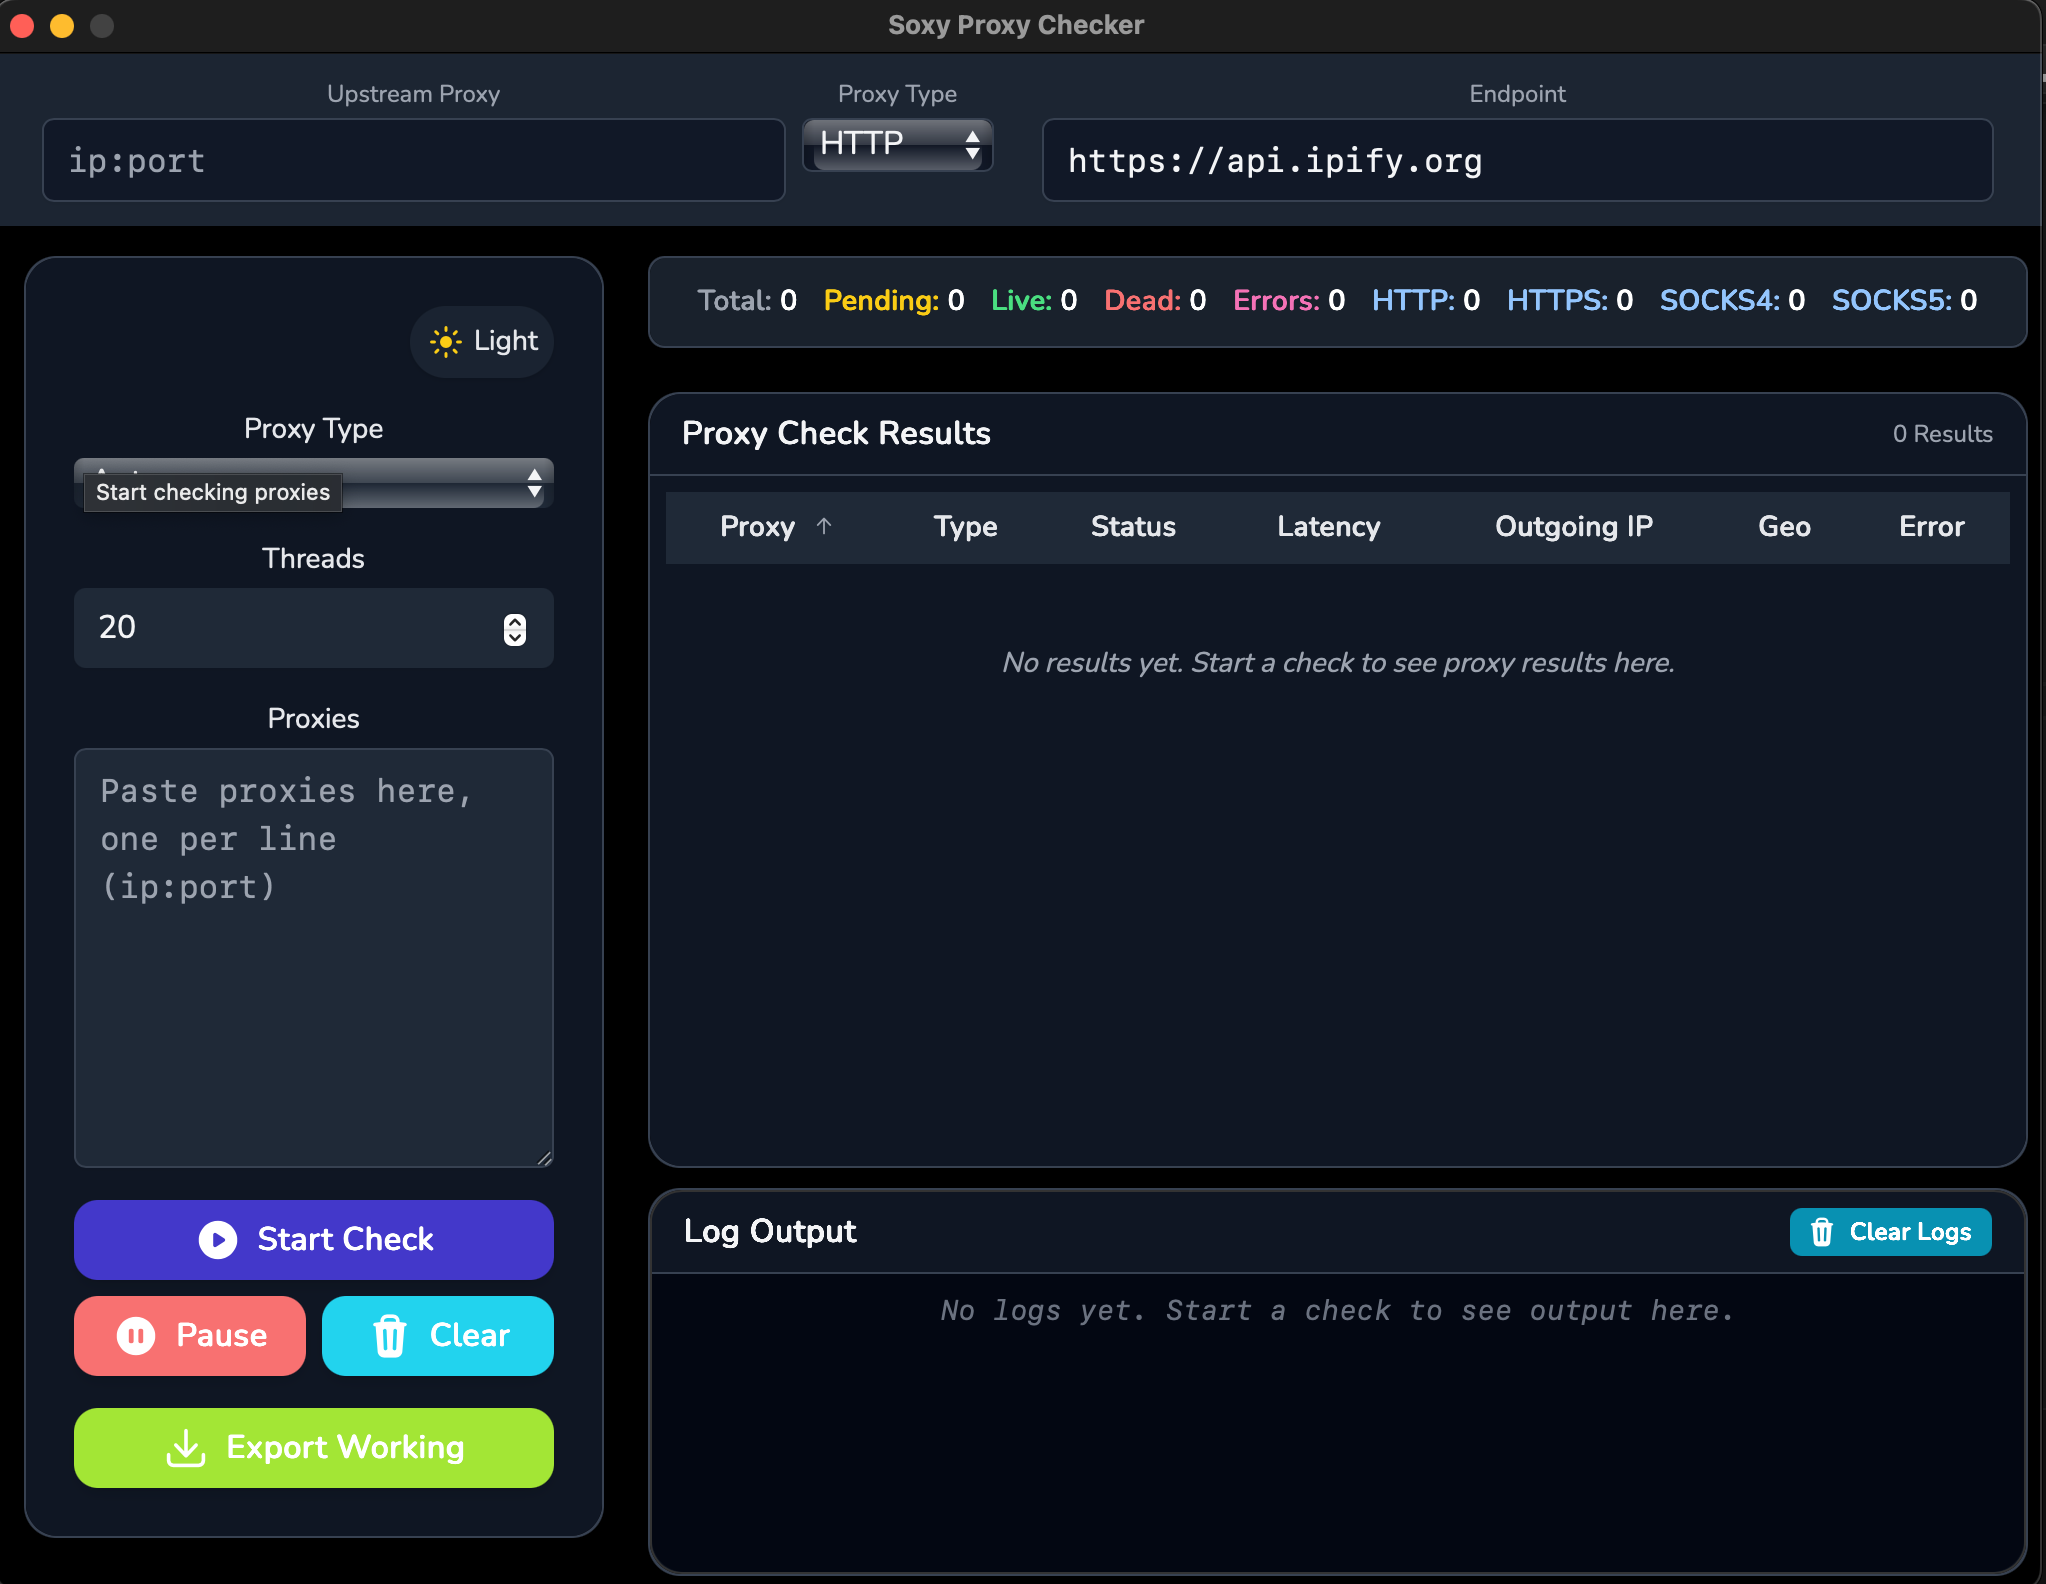 Soxy Proxy Checker
Upstream Proxy
Proxy Type
Endpoint
ip:port
HTTP
https://api.ipify.org
Light
Proxy Type
Start checking proxies
Threads
20
Proxies
Paste proxies here,
one per line
(ip:port)
Start Check
Pause
Clear
Export Working
Total: 0 Pending: 0 Live: 0 Dead: 0 Errors: 0 HTTP: 0 HTTPS: 0 SOCKS4: 0 SOCKS5: 0
Proxy Check Results
0 Results
Proxy ↑ Type Status Latency Outgoing IP Geo Error
No results yet. Start a check to see proxy results here.
Log Output
Clear Logs
No logs yet. Start a check to see output here.